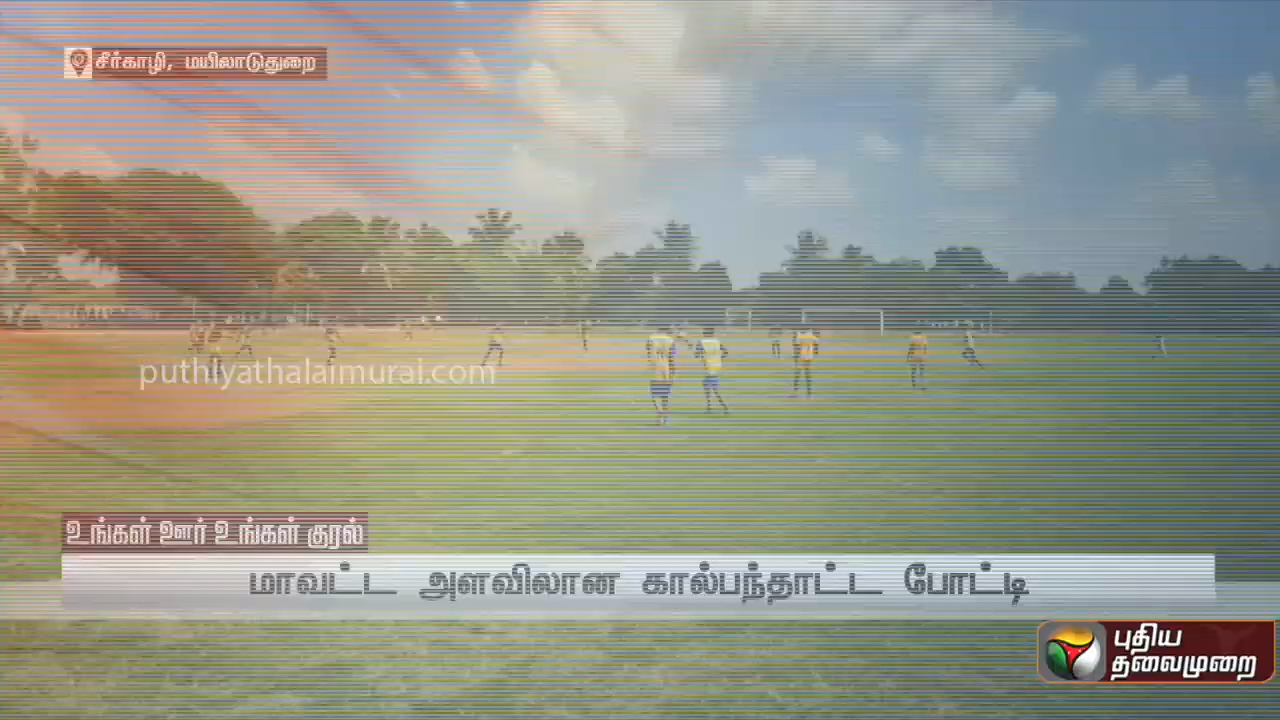 சீர்காழி, மயிலாடுதுறை
puthiyathalaimurai.com
உங்கள் ஊர் உங்கள் குரல்
மாவட்ட அளவிலான கால்பந்தாட்ட போட்டி
புதிய
தலைமுறை